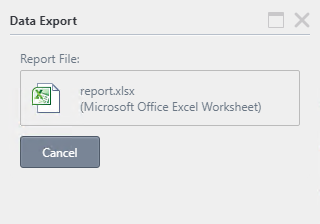 Data Export
Report File:
report.xlsx
(Microsoft Office Excel Worksheet)
Cancel